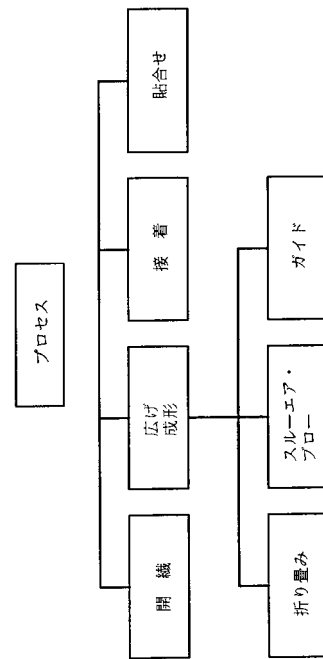 プロセス
開 繊
広げ
成形
接 着
貼合せ
折り畳み
スルーエア・
ブロー
ガイド